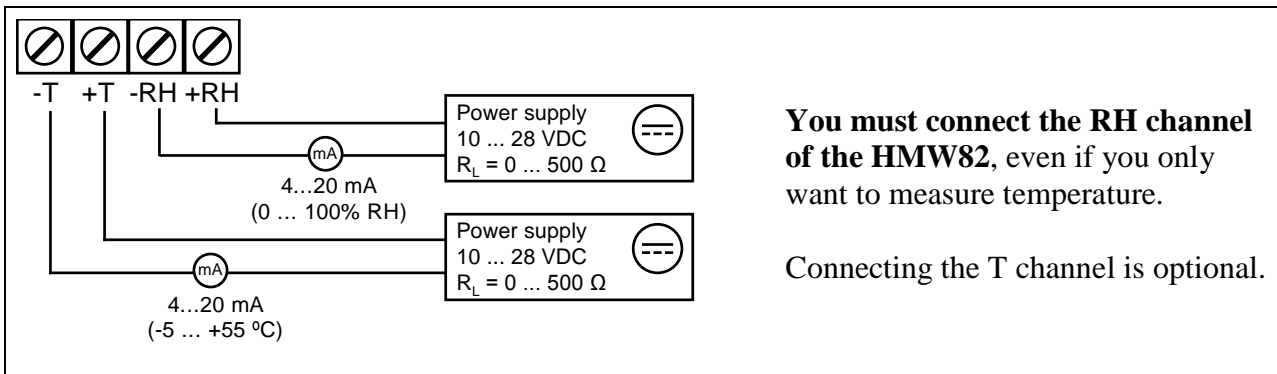 -T +T -RH +RH
Power supply
10 ... 28 VDC
RL = 0 ... 500 Ω
mA
4...20 mA
(0 ... 100% RH)
Power supply
10 ... 28 VDC
RL = 0 ... 500 Ω
mA
4...20 mA
(-5 ... +55 ºC)
You must connect the RH channel
of the HMW82, even if you only
want to measure temperature.
Connecting the T channel is optional.